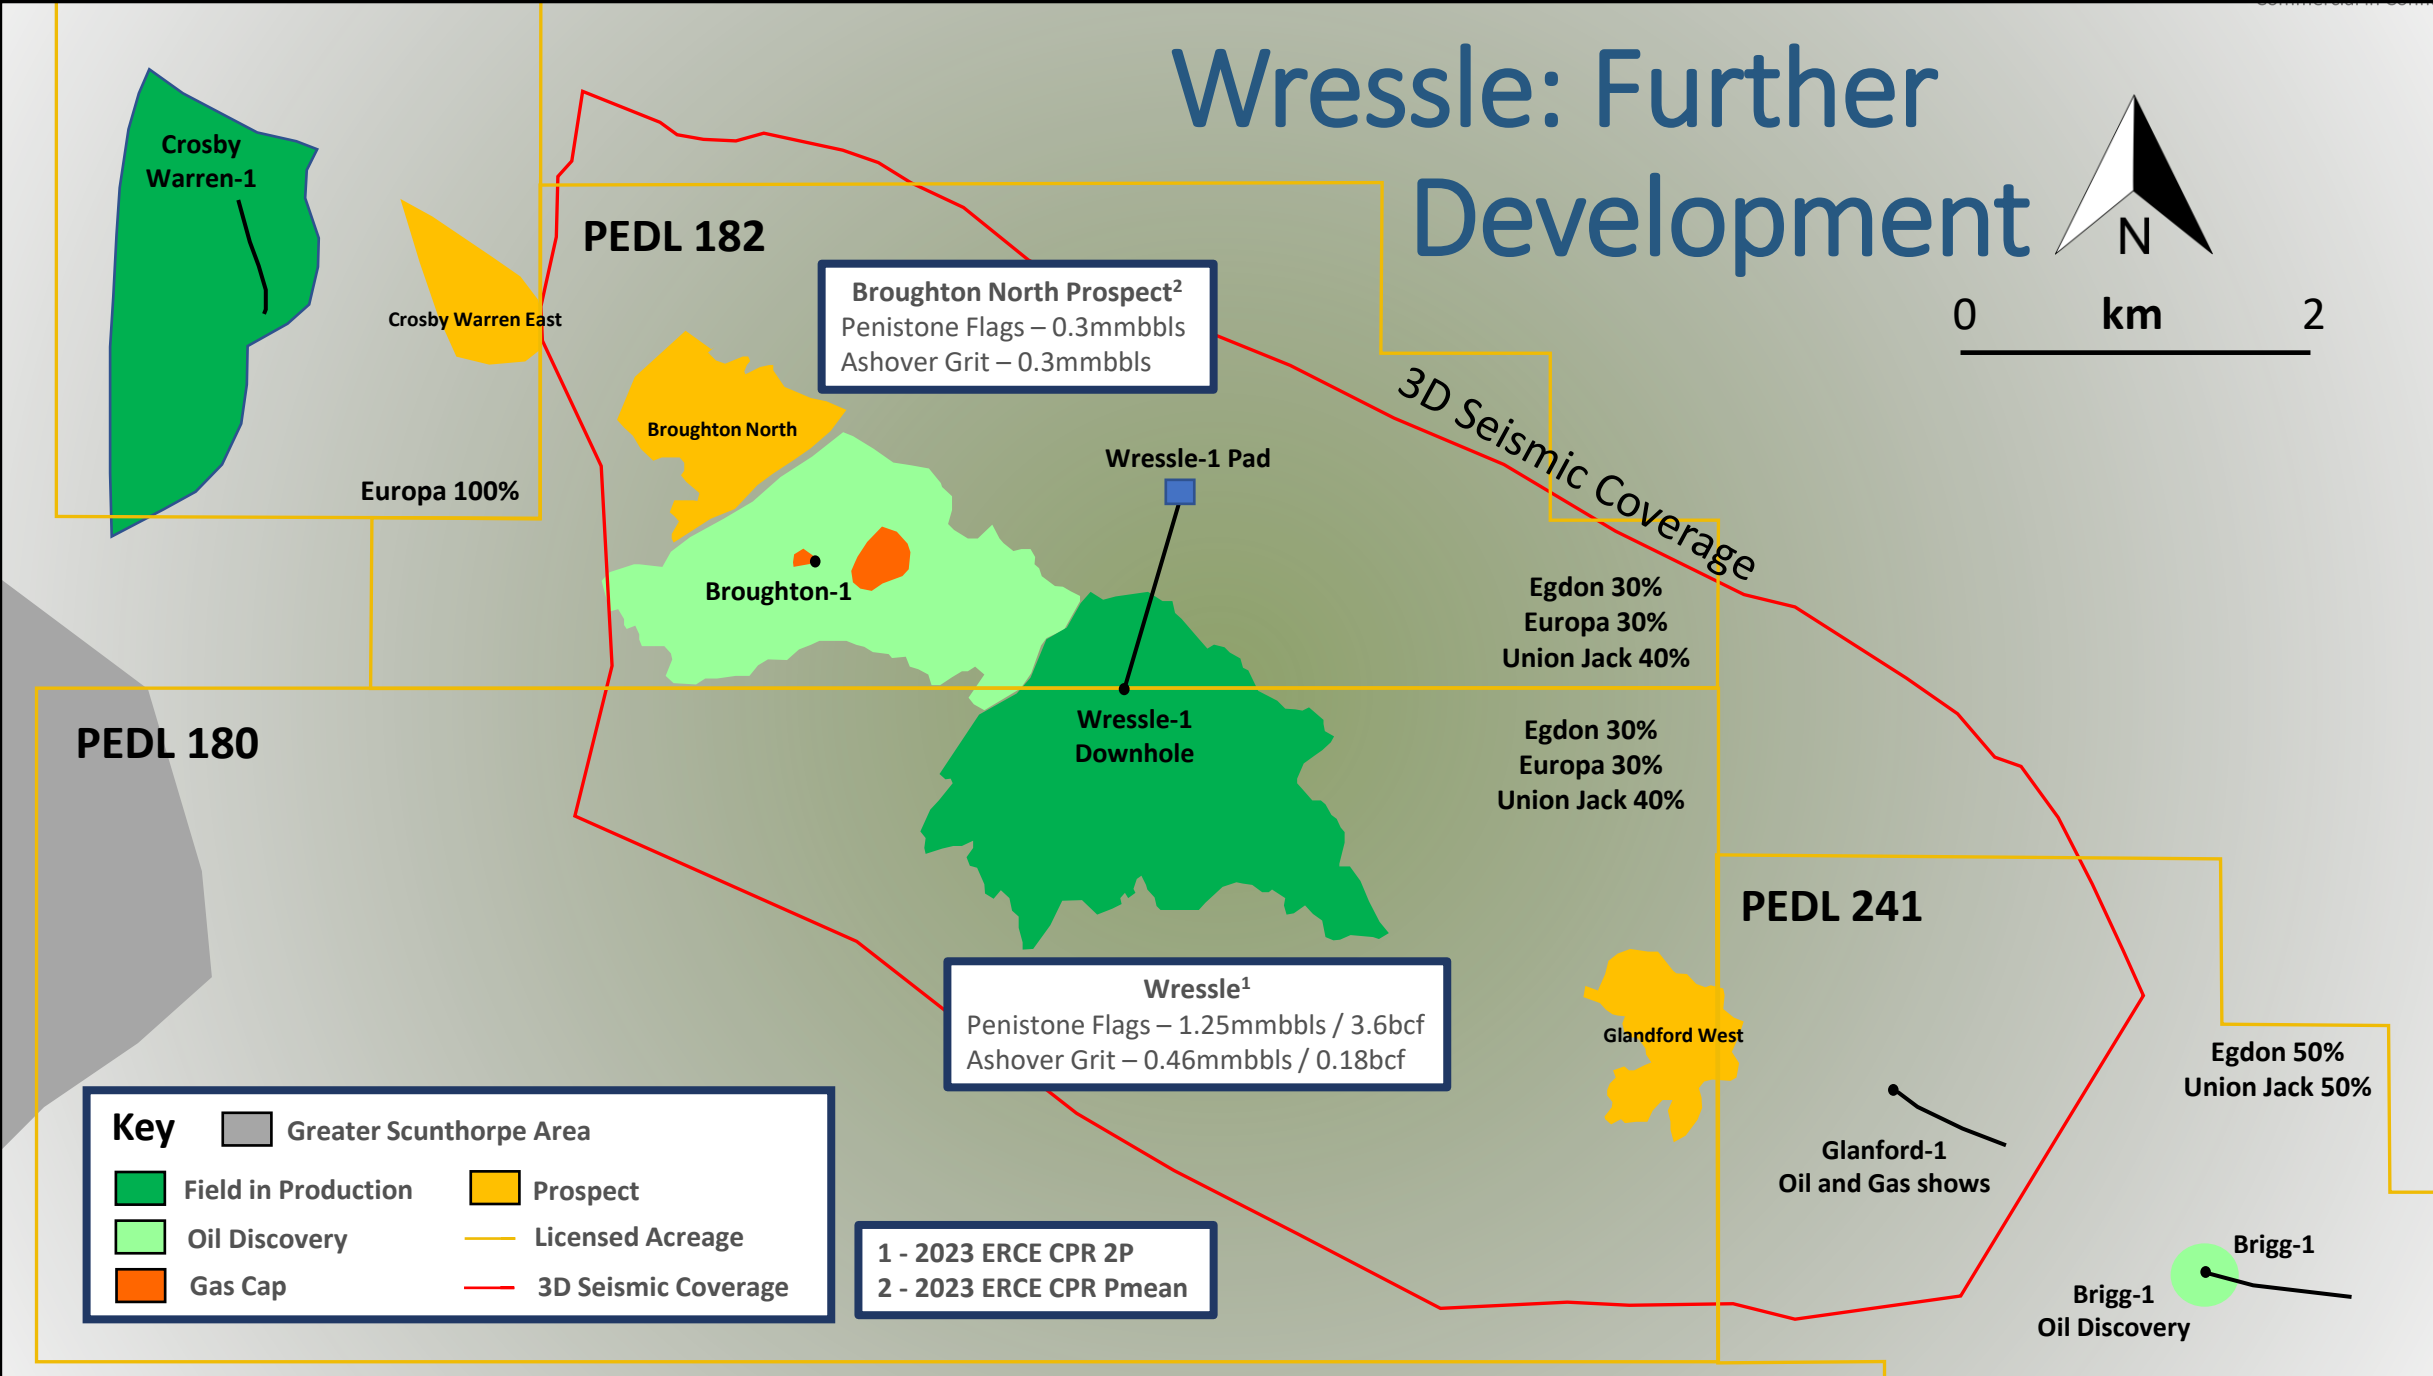 Wressle: Further
Development
N
0 km 2
Crosby
Warren-1
PEDL 182
Crosby Warren East
Broughton North Prospect²
Penistone Flags – 0.3mmbbls
Ashover Grit – 0.3mmbbls
3D Seismic Coverage
Broughton North
Wressle-1 Pad
Europa 100%
Broughton-1
Egdon 30%
Europa 30%
Union Jack 40%
PEDL 180
Wressle-1
Downhole
Egdon 30%
Europa 30%
Union Jack 40%
PEDL 241
Wressle¹
Penistone Flags – 1.25mmbbls / 3.6bcf
Ashover Grit – 0.46mmbbls / 0.18bcf
Glandford West
Egdon 50%
Union Jack 50%
Glanford-1
Oil and Gas shows
Brigg-1
Brigg-1
Oil Discovery
Key
Greater Scunthorpe Area
Field in Production
Prospect
Oil Discovery
Licensed Acreage
Gas Cap
3D Seismic Coverage
1 - 2023 ERCE CPR 2P
2 - 2023 ERCE CPR Pmean